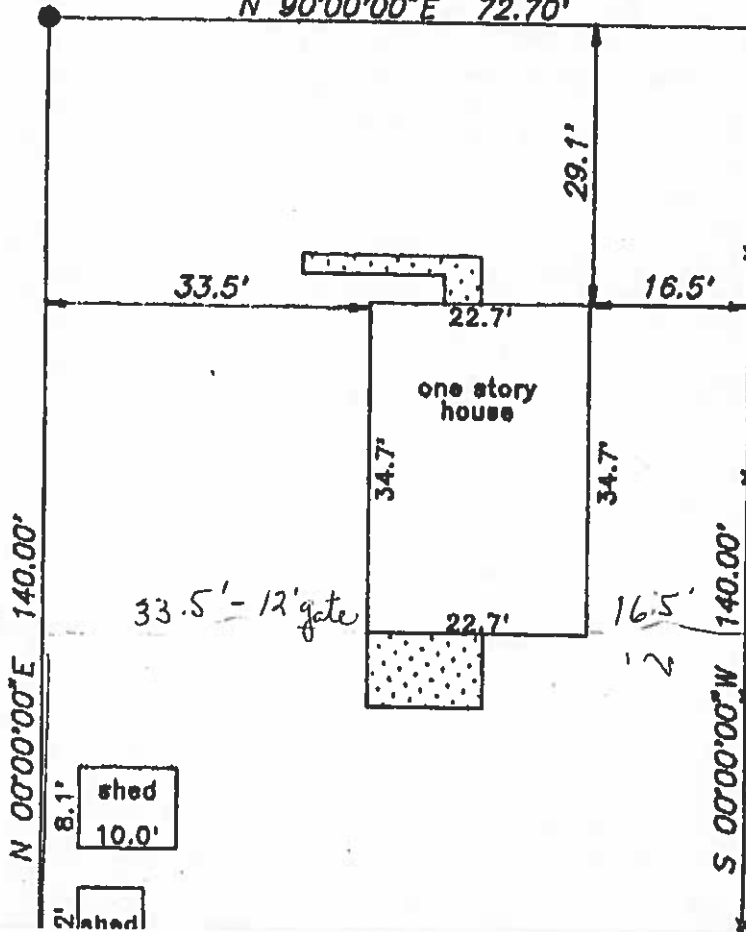 N 90°00'00"E 72.70'
29.1'
33.5'
16.5'
22.7'
one story
house
34.7'
34.7'
N 00°00'00"E 140.00'
S 00°00'00"W 140.00'
33.5' - 12' gate
22.7'
16.5'
shed
8.1'
10.0'
2'
shed